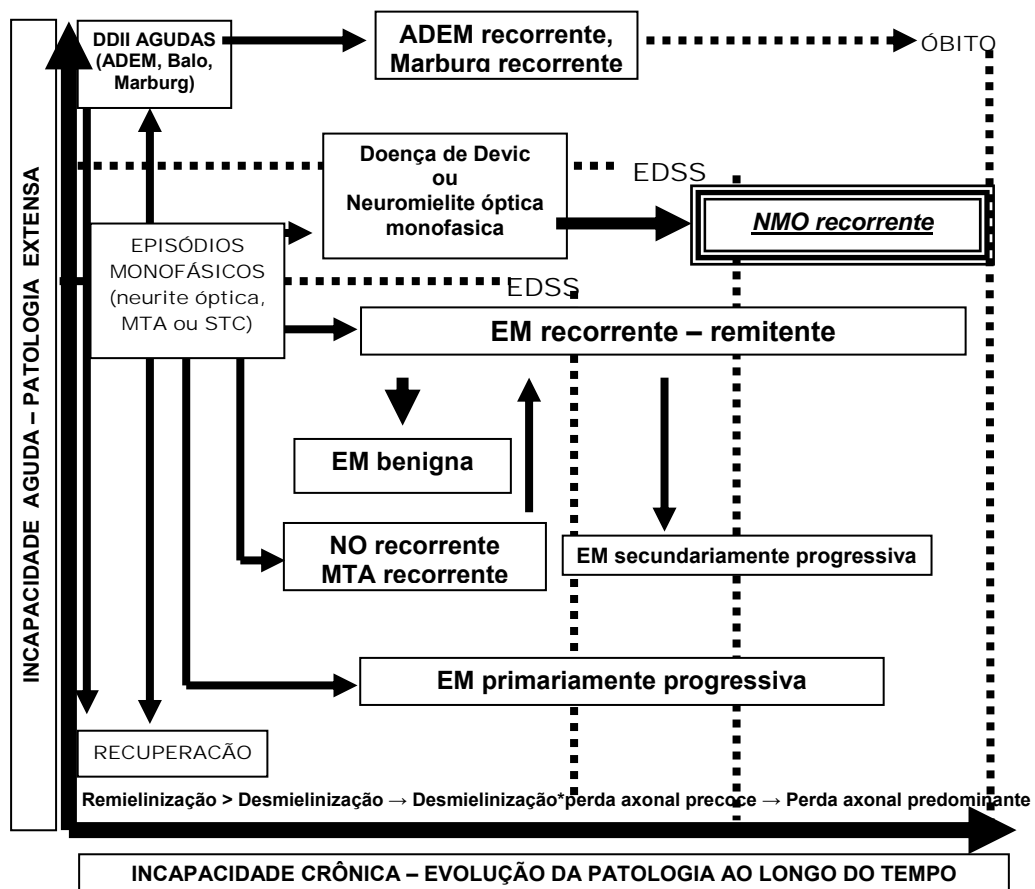 INCAPACIDADE AGUDA – PATOLOGIA EXTENSA
DDII AGUDAS
(ADEM, Balo,
Marburg)
ADEM recorrente,
Marburg recorrente
ÓBITO
Doença de Devic
ou
Neuromielite óptica
monofasica
EDSS
NMO recorrente
EPISÓDIOS
MONOFÁSICOS
(neurite óptica,
MTA ou STC)
EDSS
EM recorrente – remitente
EM benigna
NO recorrente
MTA recorrente
EM secundariamente progressiva
EM primariamente progressiva
RECUPERACÃO
Remielinização > Desmielinização → Desmielinização*perda axonal precoce → Perda axonal predominante
INCAPACIDADE CRÔNICA – EVOLUÇÃO DA PATOLOGIA AO LONGO DO TEMPO